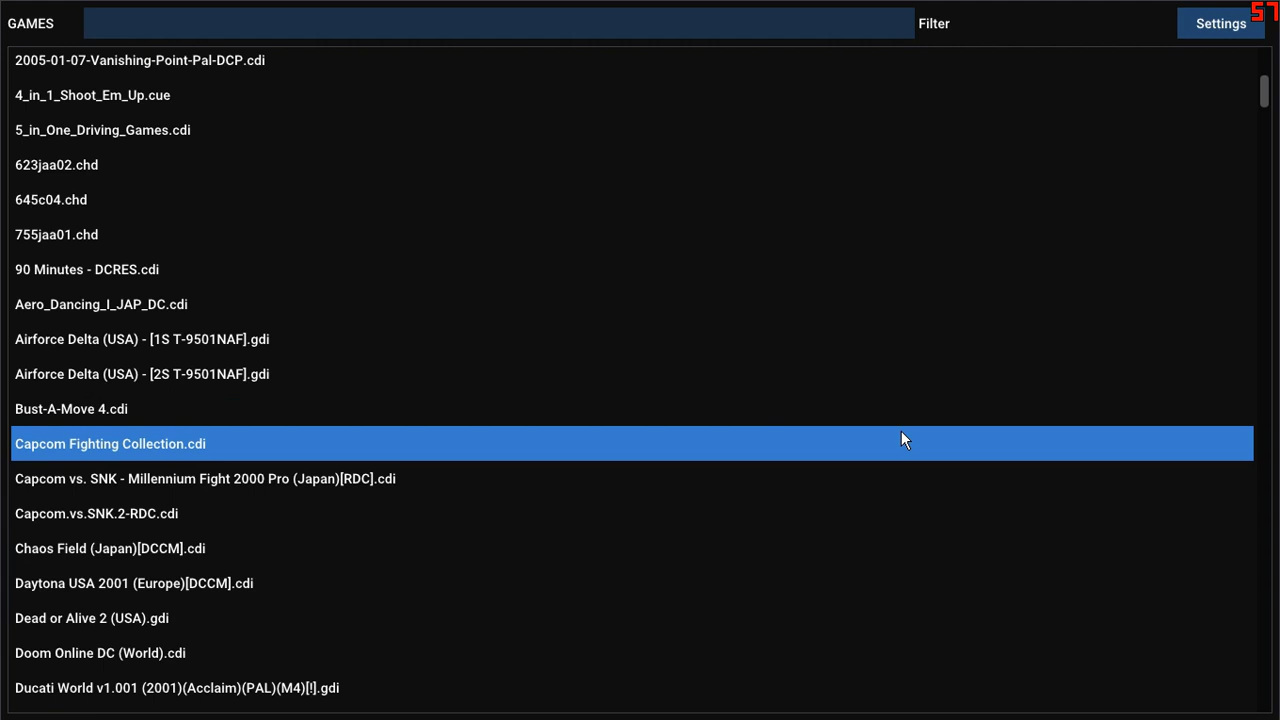 GAMES Filter Settings 57
2005-01-07-Vanishing-Point-Pal-DCP.cdi
4_in_1_Shoot_Em_Up.cue
5_in_One_Driving_Games.cdi
623jaa02.chd
645c04.chd
755jaa01.chd
90 Minutes - DCRES.cdi
Aero_Dancing_I_JAP_DC.cdi
Airforce Delta (USA) - [1S T-9501NAF].gdi
Airforce Delta (USA) - [2S T-9501NAF].gdi
Bust-A-Move 4.cdi
Capcom Fighting Collection.cdi
Capcom vs. SNK - Millennium Fight 2000 Pro (Japan)[RDC].cdi
Capcom.vs.SNK.2-RDC.cdi
Chaos Field (Japan)[DCCM].cdi
Daytona USA 2001 (Europe)[DCCM].cdi
Dead or Alive 2 (USA).gdi
Doom Online DC (World).cdi
Ducati World v1.001 (2001)(Acclaim)(PAL)(M4)[!].gdi